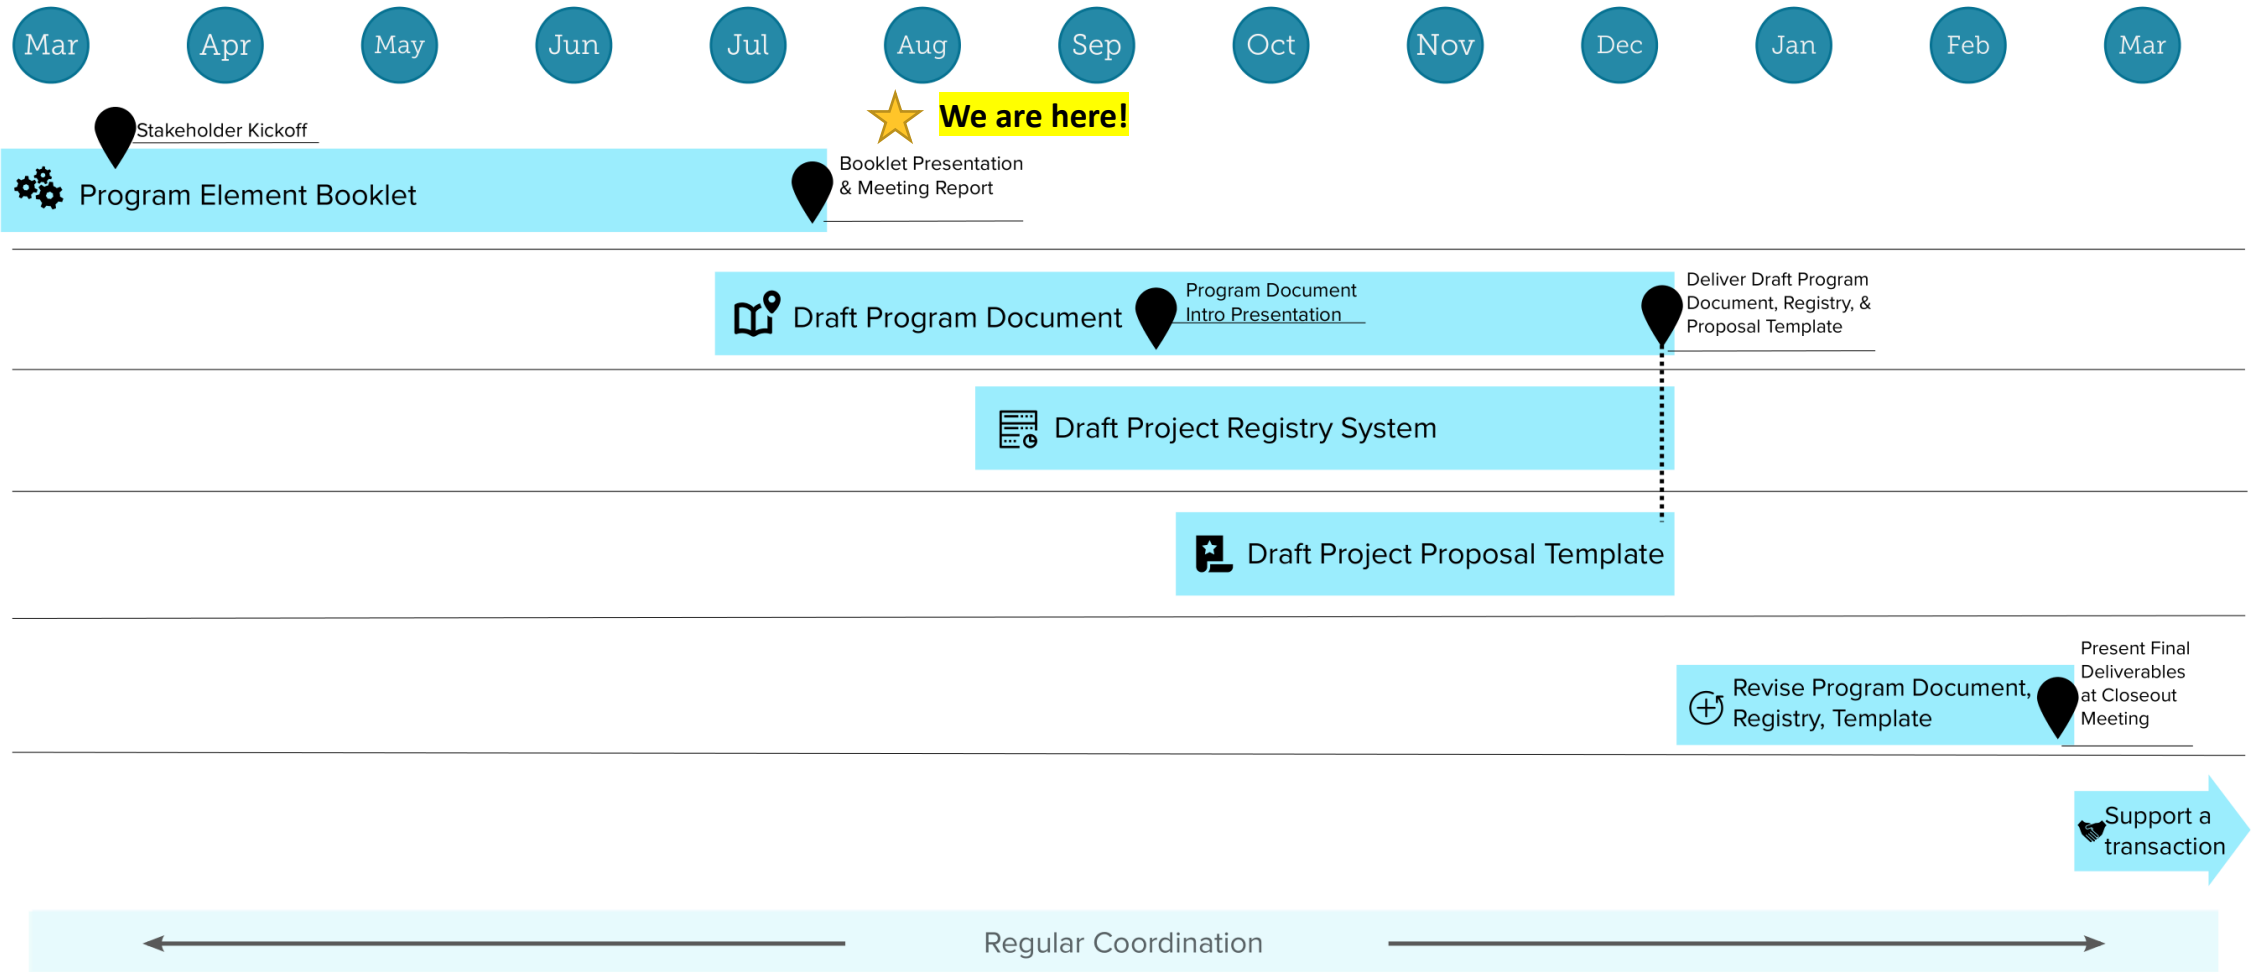 Mar Apr May Jun Jul Aug Sep Oct Nov Dec Jan Feb Mar
We are here!
Stakeholder Kickoff
Program Element Booklet
Booklet Presentation
& Meeting Report
Draft Program Document
Program Document
Intro Presentation
Deliver Draft Program
Document, Registry, &
Proposal Template
Draft Project Registry System
Draft Project Proposal Template
Revise Program Document,
Registry, Template
Present Final
Deliverables
at Closeout
Meeting
Support a
transaction
Regular Coordination